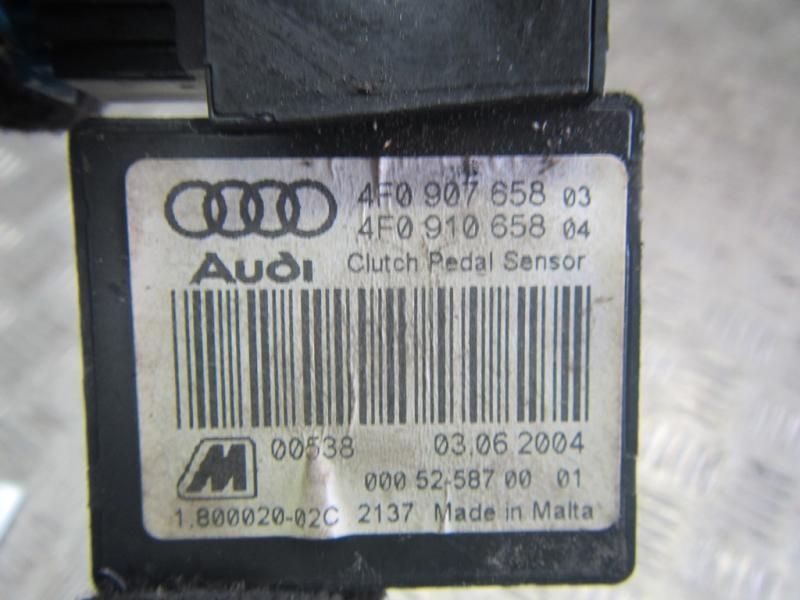 4F0 907 658 03
4F0 910 658 04
Audi Clutch Pedal Sensor
M 00538 03.06.2004
000 52-587 00 01
1.800020-02C 2137 Made in Malta